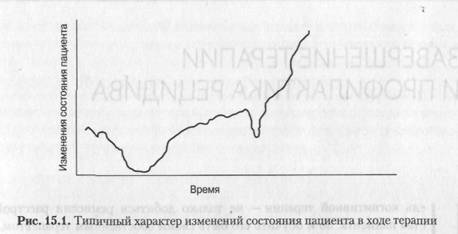 Изменения состояния пациента
Время
Рис. 15.1. Типичный характер изменений состояния пациента в ходе терапии